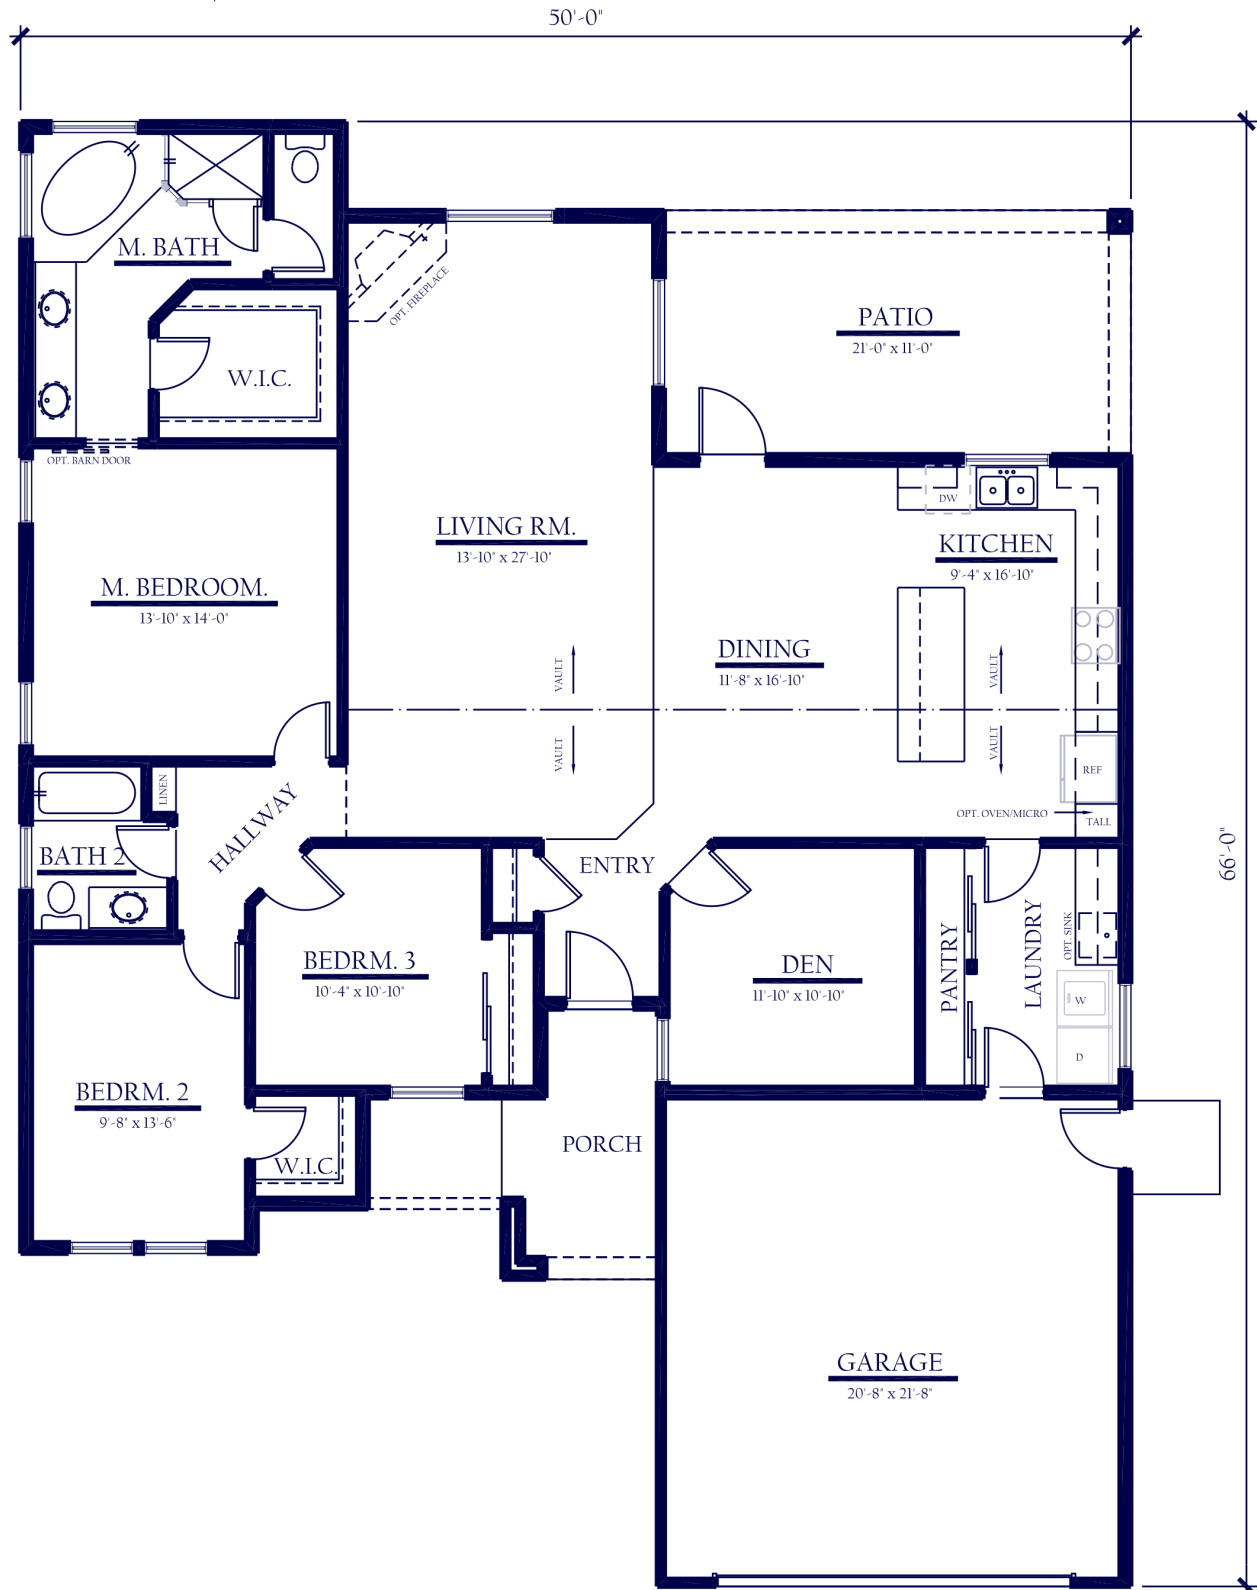 50'-0"
M. BATH
OPT. FIREPLACE
PATIO
21'-0" x 11'-0"
W.I.C.
OPT. BARN DOOR
DW
LIVING RM.
13'-10" x 27'-10"
KITCHEN
9'-4" x 16'-10"
M. BEDROOM.
13'-10" x 14'-0"
DINING
11'-8" x 16'-10"
VAULT
VAULT
VAULT
VAULT
REF
LINEN
HALLWAY
OPT. OVEN/MICRO
TALL
66'-0"
BATH 2
ENTRY
BEDRM. 3
10'-4" x 10'-10"
DEN
11'-10" x 10'-10"
PANTRY
LAUNDRY
OPT. SINK
W
D
BEDRM. 2
9'-8" x 13'-6"
W.I.C.
PORCH
GARAGE
20'-8" x 21'-8"